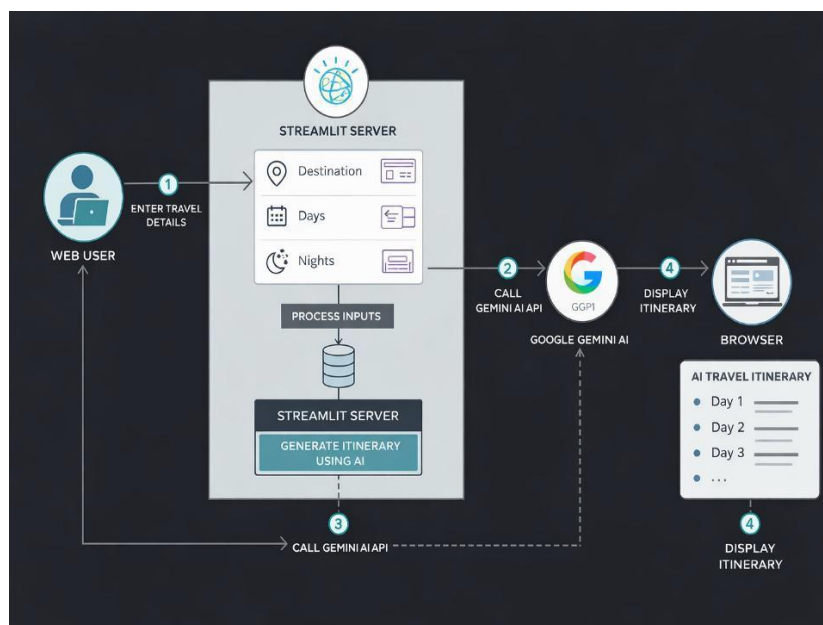 STREAMLIT SERVER
Destination
Days
Nights
1
ENTER TRAVEL
DETAILS
WEB USER
PROCESS INPUTS
STREAMLIT SERVER
GENERATE ITINERARY
USING AI
2
CALL
GEMINI AI API
GGP1
GOOGLE GEMINI AI
4
DISPLAY
ITINERARY
BROWSER
AI TRAVEL ITINERARY
Day 1
Day 2
Day 3
...
3
CALL GEMINI AI API
4
DISPLAY
ITINERARY